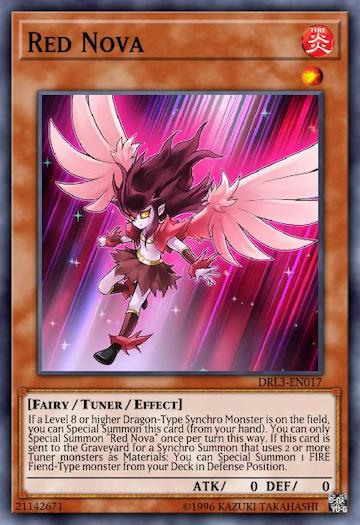 Red Nova
FIRE
炎
DRL3-EN017
[Fairy / Tuner / Effect]
If a Level 8 or higher Dragon-Type Synchro Monster is on the field,
you can Special Summon this card (from your hand). You can only
Special Summon "Red Nova" once per turn this way. If this card is
sent to the Graveyard for a Synchro Summon that uses 2 or more
Tuner monsters as Materials: You can Special Summon 1 FIRE
Fiend-Type monster from your Deck in Defense Position.
ATK/ 0 DEF/ 0
21142671 ©1996 KAZUKI TAKAHASHI